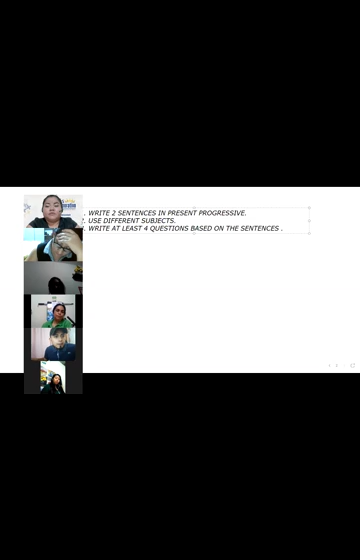 . WRITE 2 SENTENCES IN PRESENT PROGRESSIVE.
. USE DIFFERENT SUBJECTS.
. WRITE AT LEAST 4 QUESTIONS BASED ON THE SENTENCES .